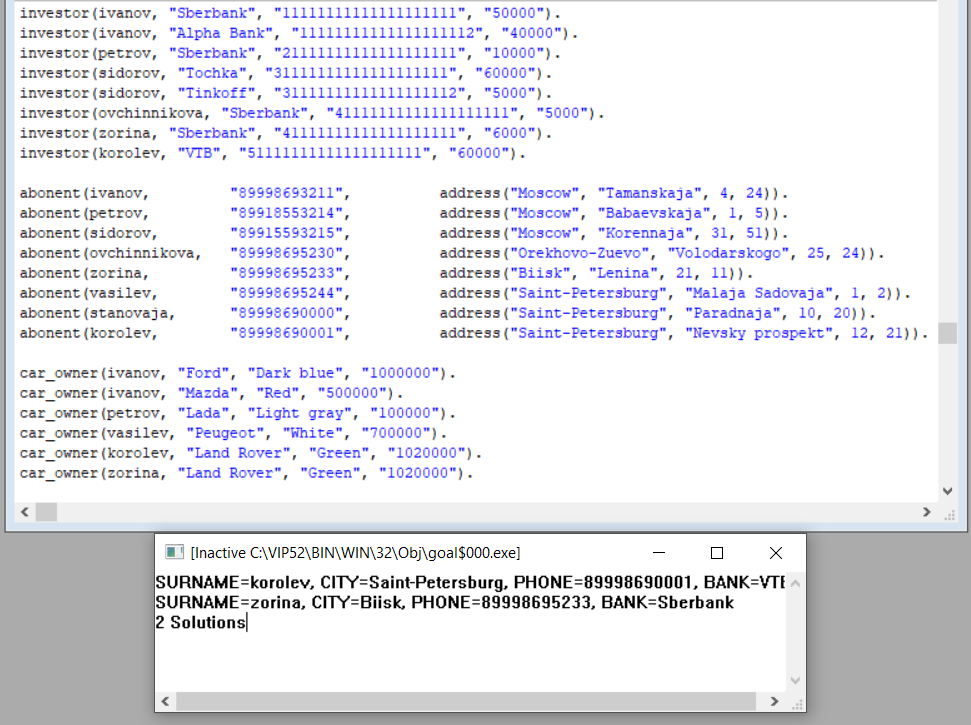 investor(ivanov, "Sberbank", "11111111111111111111", "50000").
investor(ivanov, "Alpha Bank", "11111111111111111112", "40000").
investor(petrov, "Sberbank", "21111111111111111111", "10000").
investor(sidorov, "Tochka", "31111111111111111111", "60000").
investor(sidorov, "Tinkoff", "31111111111111111112", "5000").
investor(ovchinnikova, "Sberbank", "41111111111111111111", "5000").
investor(zorina, "Sberbank", "41111111111111111111", "6000").
investor(korolev, "VTB", "51111111111111111111", "60000").
abonent(ivanov, "89998693211", address("Moscow", "Tamanskaja", 4, 24)).
abonent(petrov, "89918553214", address("Moscow", "Babaevskaja", 1, 5)).
abonent(sidorov, "89915593215", address("Moscow", "Korennaja", 31, 51)).
abonent(ovchinnikova, "89998695230", address("Orekhovo-Zuevo", "Volodarskogo", 25, 24)).
abonent(zorina, "89998695233", address("Biisk", "Lenina", 21, 11)).
abonent(vasilev, "89998695244", address("Saint-Petersburg", "Malaja Sadovaja", 1, 2)).
abonent(stanovaja, "89998690000", address("Saint-Petersburg", "Paradnaja", 10, 20)).
abonent(korolev, "89998690001", address("Saint-Petersburg", "Nevsky prospekt", 12, 21)).
car_owner(ivanov, "Ford", "Dark blue", "1000000").
car_owner(ivanov, "Mazda", "Red", "500000").
car_owner(petrov, "Lada", "Light gray", "100000").
car_owner(vasilev, "Peugeot", "White", "700000").
car_owner(korolev, "Land Rover", "Green", "1020000").
car_owner(zorina, "Land Rover", "Green", "1020000").
[Inactive C:\VIP52\BIN\WIN\32\Obj\goal$000.exe]
SURNAME=korolev, CITY=Saint-Petersburg, PHONE=89998690001, BANK=VTB
SURNAME=zorina, CITY=Biisk, PHONE=89998695233, BANK=Sberbank
2 Solutions